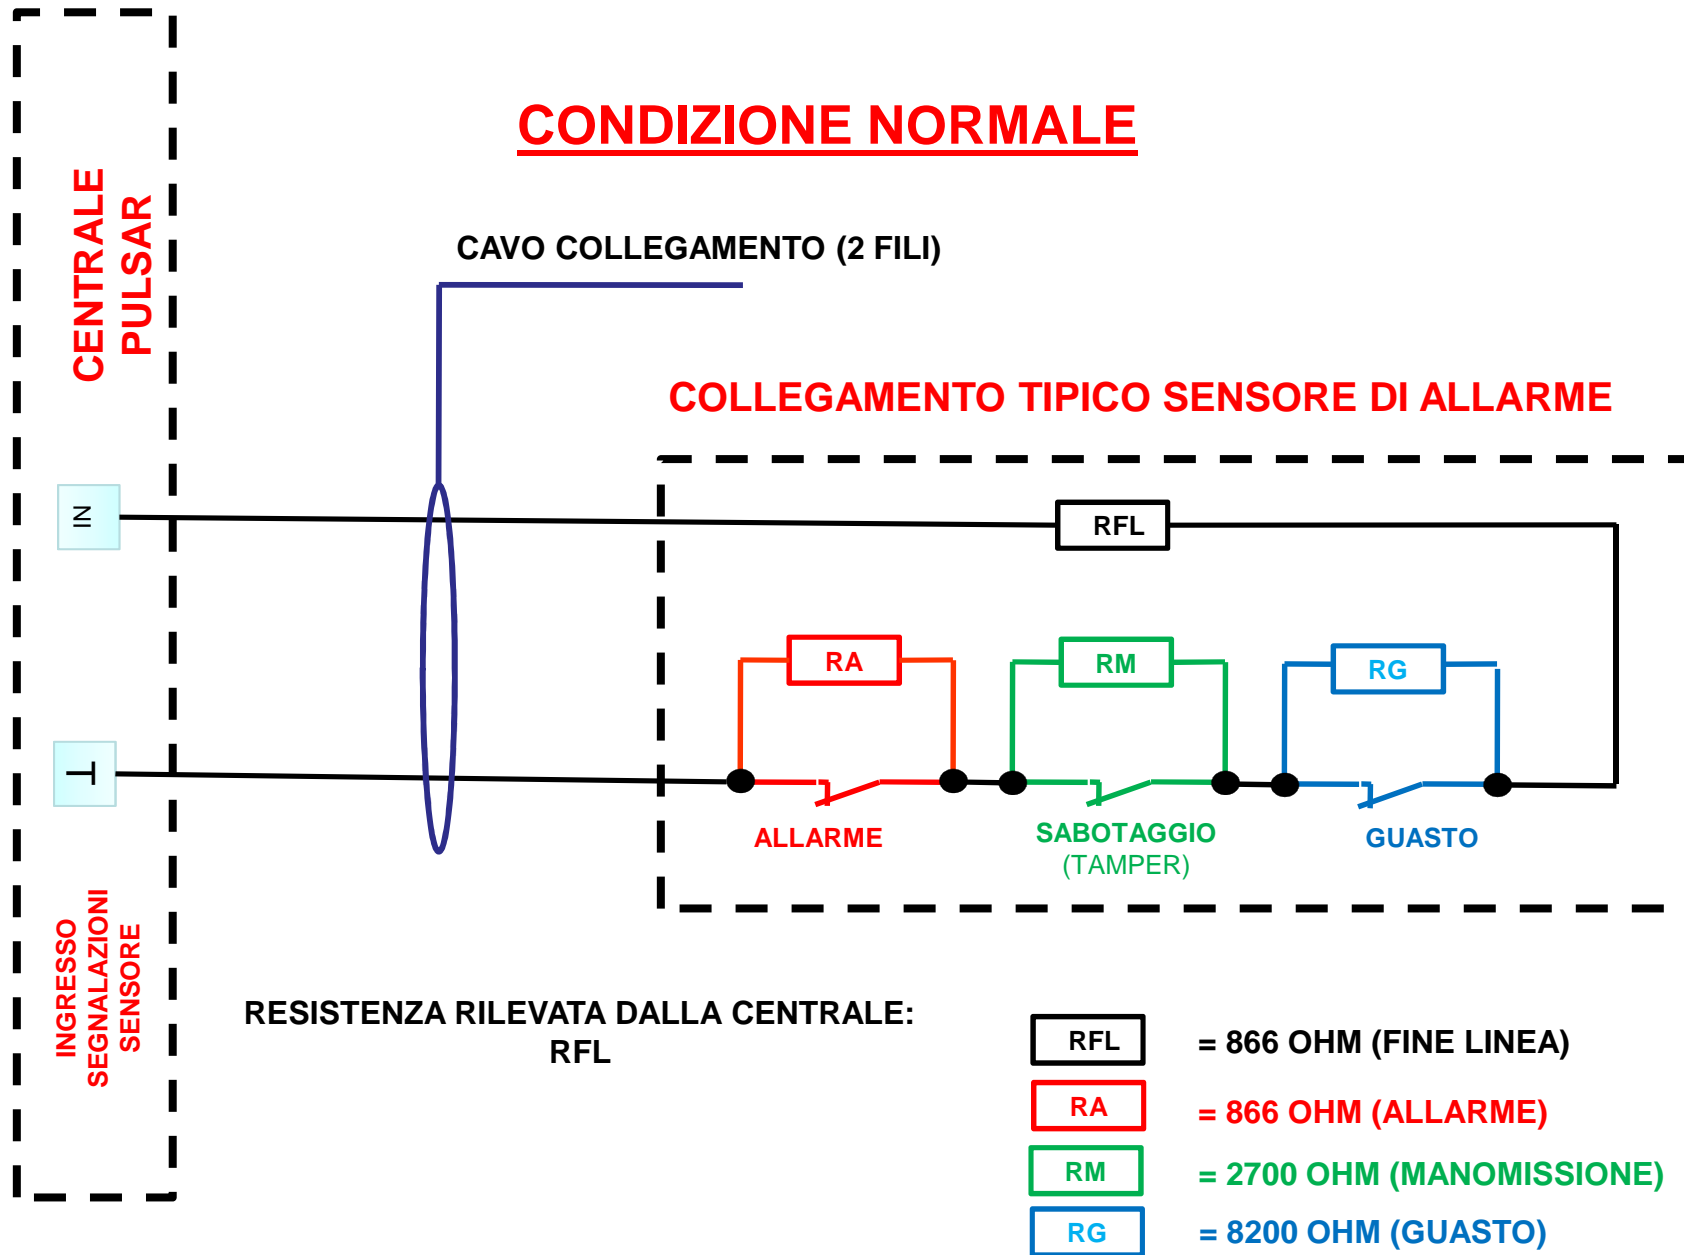 CONDIZIONE NORMALE
CENTRALE
PULSAR
CAVO COLLEGAMENTO (2 FILI)
COLLEGAMENTO TIPICO SENSORE DI ALLARME
IN
RFL
RA
RM
RG
ALLARME
SABOTAGGIO
(TAMPER)
GUASTO
INGRESSO
SEGNALAZIONI
SENSORE
RESISTENZA RILEVATA DALLA CENTRALE:
RFL
RFL = 866 OHM (FINE LINEA)
RA = 866 OHM (ALLARME)
RM = 2700 OHM (MANOMISSIONE)
RG = 8200 OHM (GUASTO)